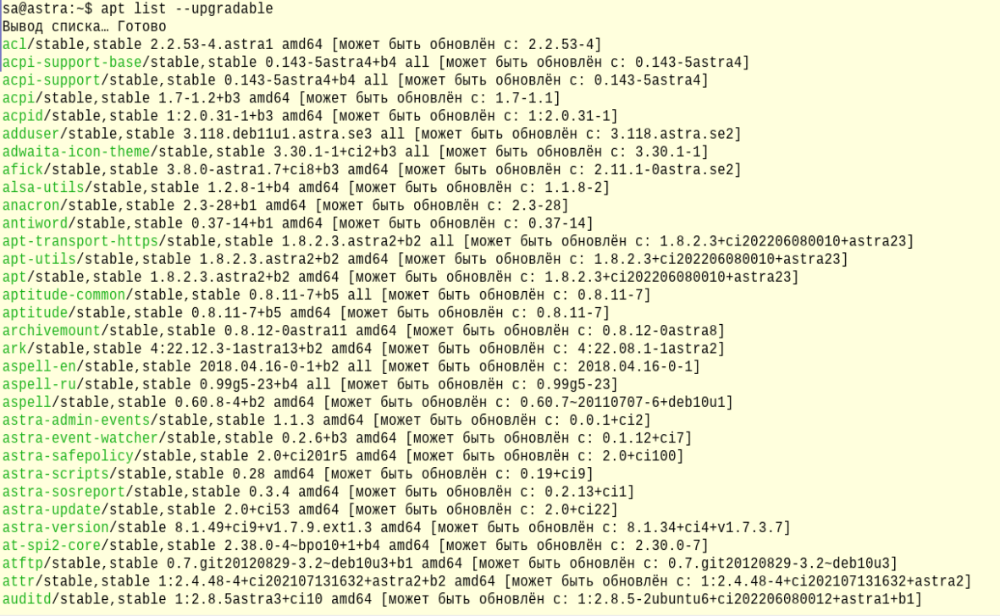 sa@astra:~$ apt list --upgradable
Вывод списка… Готово
acl/stable,stable 2.2.53-4.astra1 amd64 [может быть обновлён с: 2.2.53-4]
acpi-support-base/stable,stable 0.143-5astra4+b4 all [может быть обновлён с: 0.143-5astra4]
acpi-support/stable,stable 0.143-5astra4+b4 all [может быть обновлён с: 0.143-5astra4]
acpi/stable,stable 1.7-1.2+b3 amd64 [может быть обновлён с: 1.7-1.1]
acpid/stable,stable 1:2.0.31-1+b3 amd64 [может быть обновлён с: 1:2.0.31-1]
adduser/stable,stable 3.118.deb11u1.astra.se3 all [может быть обновлён с: 3.118.astra.se2]
adwaita-icon-theme/stable,stable 3.30.1-1+ci2+b3 all [может быть обновлён с: 3.30.1-1]
afick/stable,stable 3.8.0-astra1.7+ci8+b3 amd64 [может быть обновлён с: 2.11.1-0astra.se2]
alsa-utils/stable,stable 1.2.8-1+b4 amd64 [может быть обновлён с: 1.1.8-2]
anacron/stable,stable 2.3-28+b1 amd64 [может быть обновлён с: 2.3-28]
antiword/stable,stable 0.37-14+b1 amd64 [может быть обновлён с: 0.37-14]
apt-transport-https/stable,stable 1.8.2.3.astra2+b2 all [может быть обновлён с: 1.8.2.3+ci202206080010+astra23]
apt-utils/stable,stable 1.8.2.3.astra2+b2 amd64 [может быть обновлён с: 1.8.2.3+ci202206080010+astra23]
apt/stable,stable 1.8.2.3.astra2+b2 amd64 [может быть обновлён с: 1.8.2.3+ci202206080010+astra23]
aptitude-common/stable,stable 0.8.11-7+b5 all [может быть обновлён с: 0.8.11-7]
aptitude/stable,stable 0.8.11-7+b5 amd64 [может быть обновлён с: 0.8.11-7]
archivemount/stable,stable 0.8.12-0astra11 amd64 [может быть обновлён с: 0.8.12-0astra8]
ark/stable,stable 4:22.12.3-1astra13+b2 amd64 [может быть обновлён с: 4:22.08.1-1astra2]
aspell-en/stable,stable 2018.04.16-0-1+b2 all [может быть обновлён с: 2018.04.16-0-1]
aspell-ru/stable,stable 0.99g5-23+b4 all [может быть обновлён с: 0.99g5-23]
aspell/stable,stable 0.60.8-4+b2 amd64 [может быть обновлён с: 0.60.7~20110707-6+deb10u1]
astra-admin-events/stable,stable 1.1.3 amd64 [может быть обновлён с: 0.0.1+ci2]
astra-event-watcher/stable,stable 0.2.6+b3 amd64 [может быть обновлён с: 0.1.12+ci7]
astra-safepolicy/stable,stable 2.0+ci201r5 amd64 [может быть обновлён с: 2.0+ci100]
astra-scripts/stable,stable 0.28 amd64 [может быть обновлён с: 0.19+ci9]
astra-sosreport/stable,stable 0.3.4 amd64 [может быть обновлён с: 0.2.13+ci1]
astra-update/stable,stable 2.0+ci53 amd64 [может быть обновлён с: 2.0+ci22]
astra-version/stable,stable 8.1.49+ci9+v1.7.9.ext1.3 amd64 [может быть обновлён с: 8.1.34+ci4+v1.7.3.7]
at-spi2-core/stable,stable 2.38.0-4~bpo10+1+b4 amd64 [может быть обновлён с: 2.30.0-7]
atftp/stable,stable 0.7.git20120829-3.2~deb10u3+b1 amd64 [может быть обновлён с: 0.7.git20120829-3.2~deb10u3]
attr/stable,stable 1:2.4.48-4+ci202107131632+astra2+b2 amd64 [может быть обновлён с: 1:2.4.48-4+ci202107131632+astra2]
auditd/stable,stable 1:2.8.5astra3+ci10 amd64 [может быть обновлён с: 1:2.8.5-2ubuntu6+ci202206080012+astra1+b1]